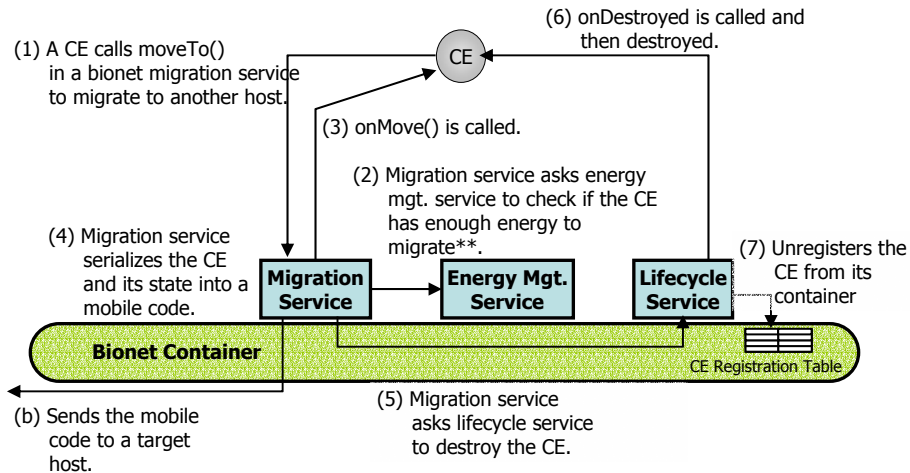 (6) onDestroyed is called and
then destroyed.
(1) A CE calls moveTo()
in a bionet migration service
to migrate to another host.
CE
(3) onMove() is called.
(2) Migration service asks energy
mgt. service to check if the CE
has enough energy to
migrate**.
(4) Migration service
serializes the CE
and its state into a
mobile code.
(7) Unregisters the
CE from its
container
Migration
Service
Energy Mgt.
Service
Lifecycle
Service
Bionet Container
CE Registration Table
(b) Sends the mobile
code to a target
host.
(5) Migration service
asks lifecycle service
to destroy the CE.